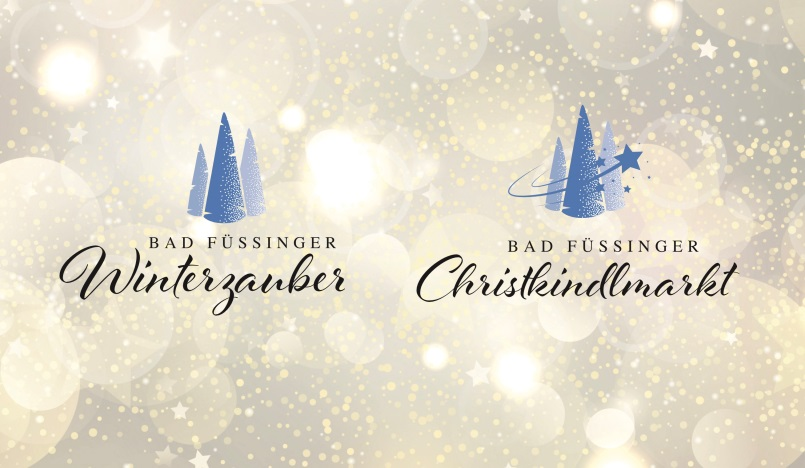 BAD FÜSSINGER
Winterzauber
BAD FÜSSINGER
Christkindlmarkt